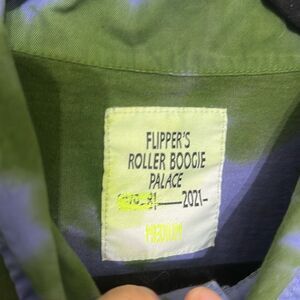 FLIPPER'S
ROLLER BOOGIE
PALACE
2021-
MEDIUM